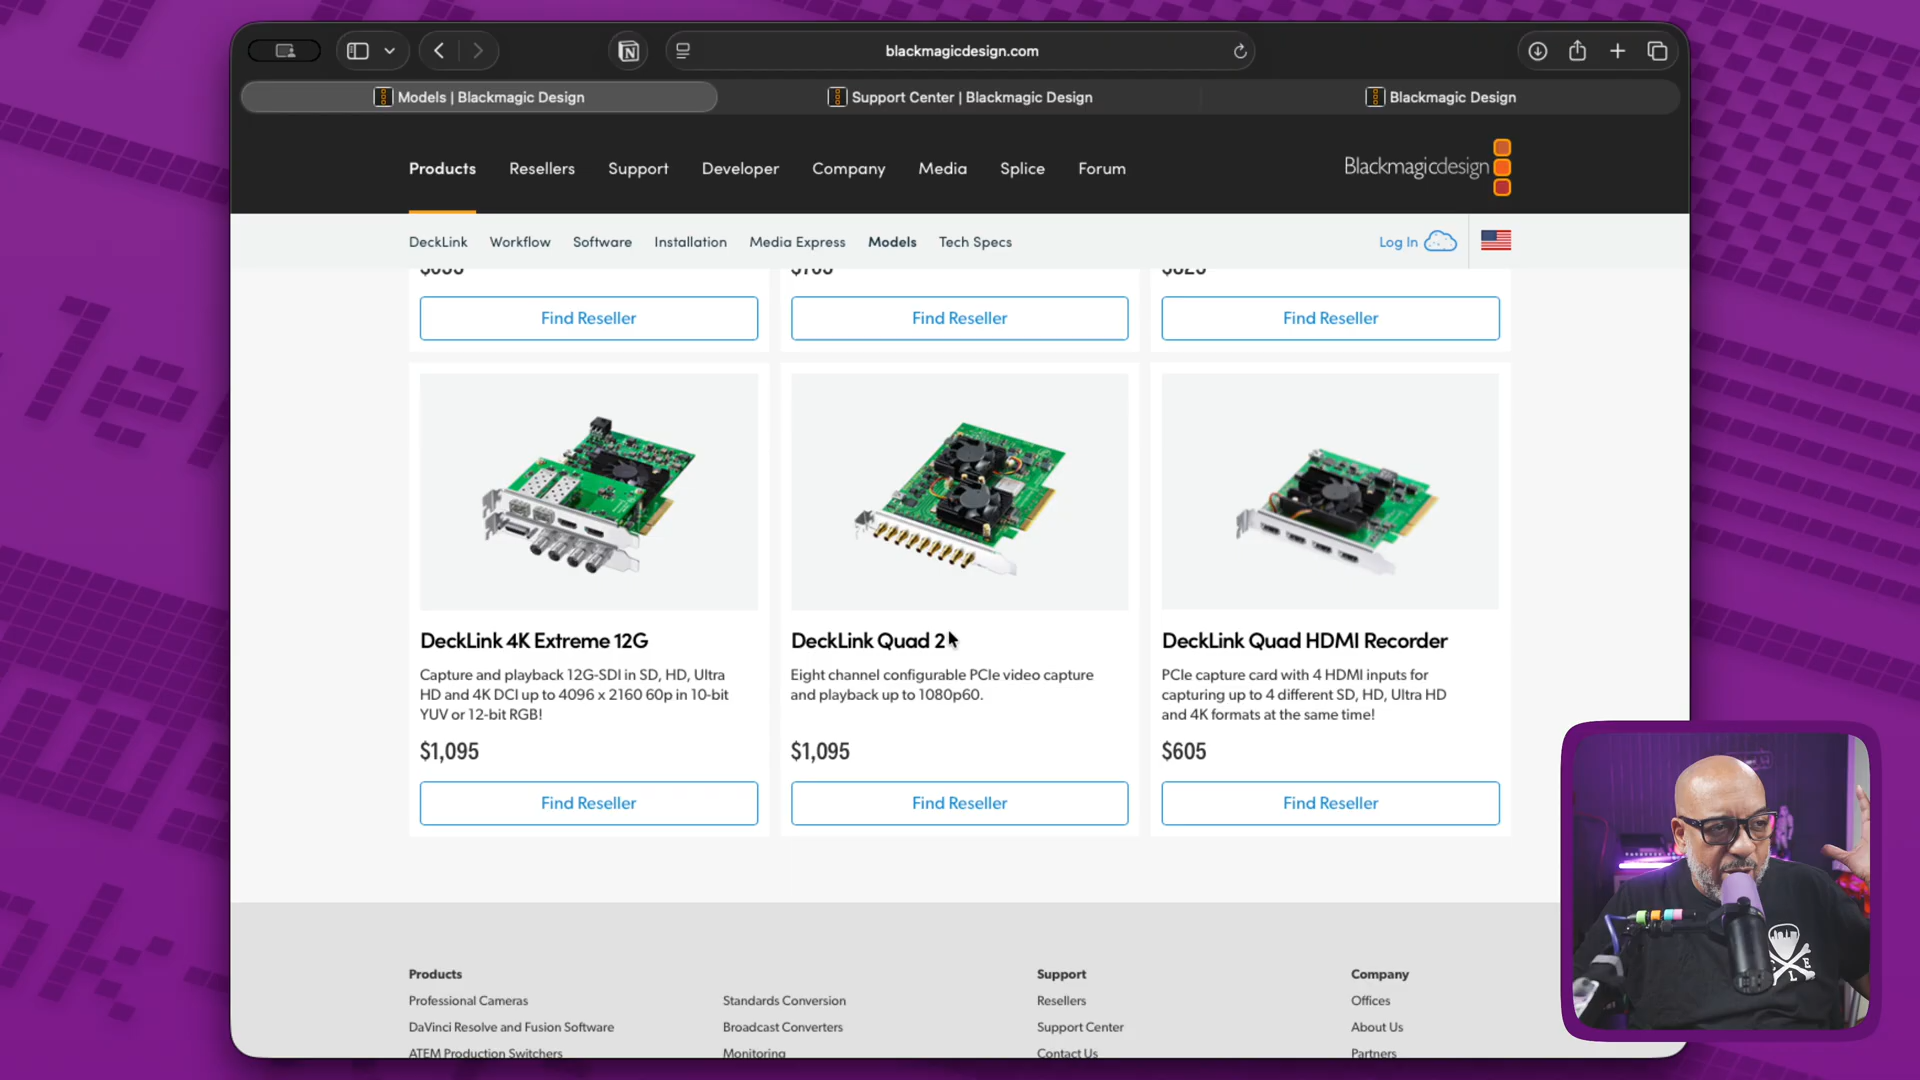 blackmagicdesign.com
Models | Blackmagic Design
Support Center | Blackmagic Design
Blackmagic Design
Products
Resellers
Support
Developer
Company
Media
Splice
Forum
Blackmagicdesign
DeckLink
Workflow
Software
Installation
Media Express
Models
Tech Specs
Log In
Find Reseller
Find Reseller
Find Reseller
DeckLink 4K Extreme 12G
Capture and playback 12G-SDI in SD, HD, Ultra
HD and 4K DCI up to 4096 x 2160 60p in 10-bit
YUV or 12-bit RGB!
$1,095
Find Reseller
DeckLink Quad 2
Eight channel configurable PCIe video capture
and playback up to 1080p60.
$1,095
Find Reseller
DeckLink Quad HDMI Recorder
PCIe capture card with 4 HDMI inputs for
capturing up to 4 different SD, HD, Ultra HD
and 4K formats at the same time!
$605
Find Reseller
Products
Professional Cameras
DaVinci Resolve and Fusion Software
ATEM Production Switchers
Standards Conversion
Broadcast Converters
Monitoring
Support
Resellers
Support Center
Contact Us
Company
Offices
About Us
Partners